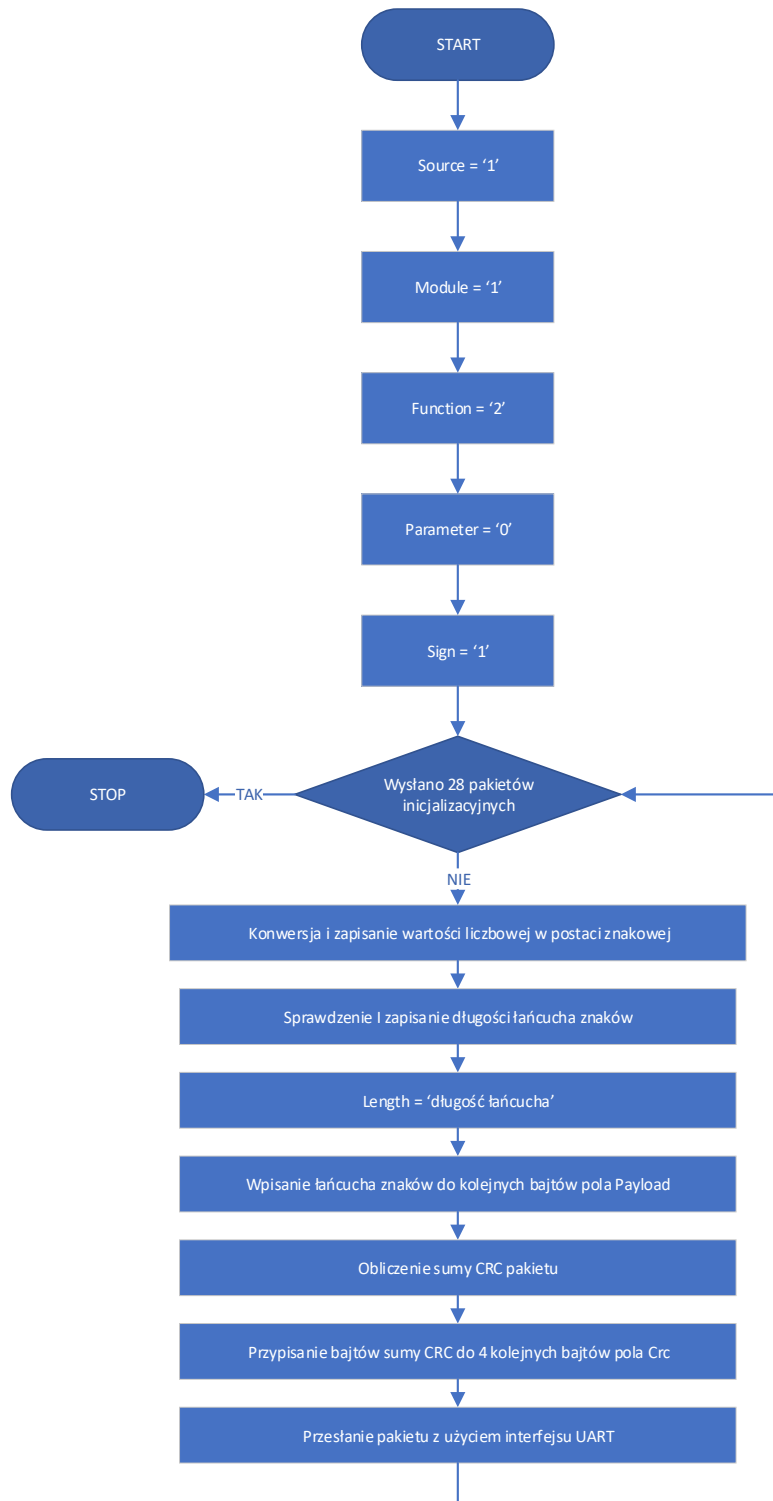 START
Source = ‘1’
Module = ‘1’
Function = ‘2’
Parameter = ‘0’
Sign = ‘1’
Wysłano 28 pakietów
inicjalizacyjnych
TAK
STOP
NIE
Konwersja i zapisanie wartości liczbowej w postaci znakowej
Sprawdzenie I zapisanie długości łańcucha znaków
Length = ‘długość łańcucha’
Wpisanie łańcucha znaków do kolejnych bajtów pola Payload
Obliczenie sumy CRC pakietu
Przypisanie bajtów sumy CRC do 4 kolejnych bajtów pola Crc
Przesłanie pakietu z użyciem interfejsu UART